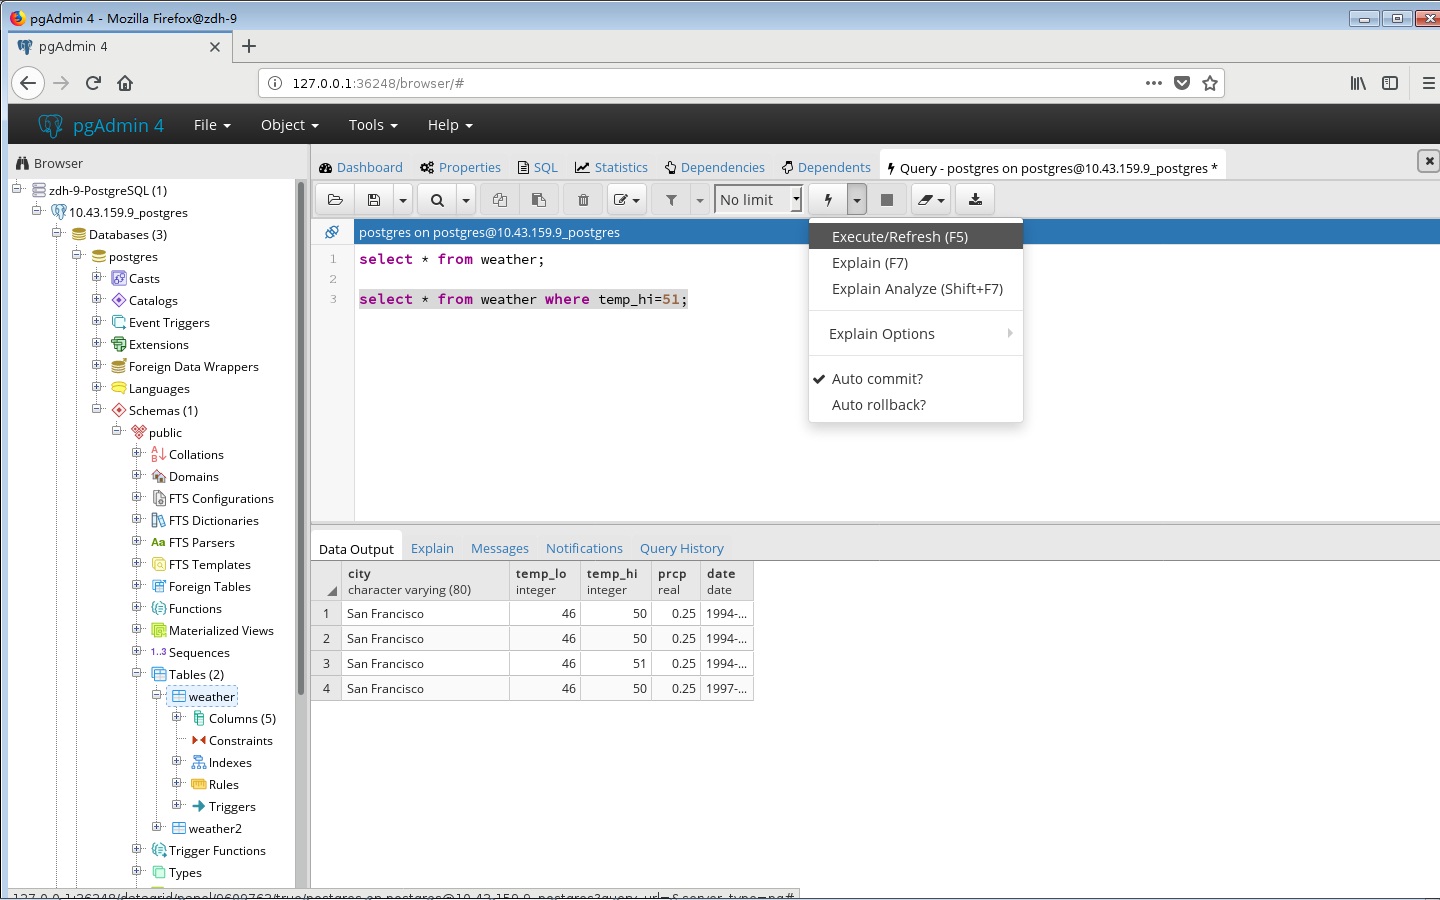 pgAdmin 4 - Mozilla Firefox@zdh-9
pgAdmin 4
127.0.0.1:36248/browser/#
pgAdmin 4 File Object Tools Help
Browser
Dashboard Properties SQL Statistics Dependencies Dependents Query - postgres on postgres@10.43.159.9_postgres *
No limit
zdh-9-PostgreSQL (1)
10.43.159.9_postgres
Databases (3)
postgres
Casts
Catalogs
Event Triggers
Extensions
Foreign Data Wrappers
Languages
Schemas (1)
public
Collations
Domains
FTS Configurations
FTS Dictionaries
Aa FTS Parsers
FTS Templates
Foreign Tables
Functions
Materialized Views
1..3 Sequences
Tables (2)
weather
Columns (5)
Constraints
Indexes
Rules
Triggers
weather2
Trigger Functions
Types
postgres on postgres@10.43.159.9_postgres
1 select * from weather;
2
3 select * from weather where temp_hi=51;
Execute/Refresh (F5)
Explain (F7)
Explain Analyze (Shift+F7)
Explain Options
Auto commit?
Auto rollback?
Data Output Explain Messages Notifications Query History
city temp_lo temp_hi prcp date
character varying (80) integer integer real date
1 San Francisco 46 50 0.25 1994-...
2 San Francisco 46 50 0.25 1994-...
3 San Francisco 46 51 0.25 1994-...
4 San Francisco 46 50 0.25 1997-...